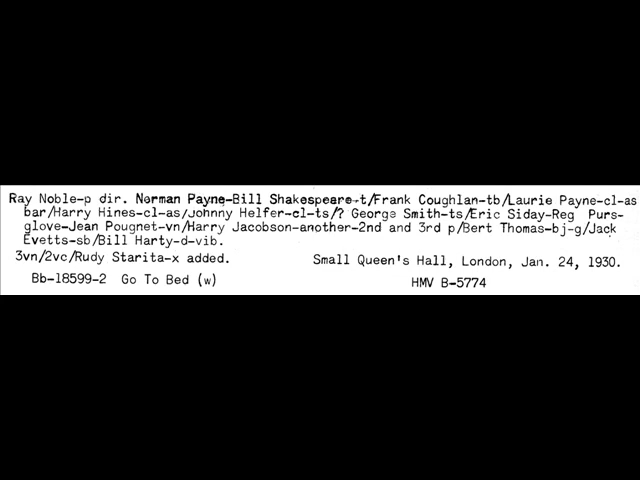 Ray Noble-p dir. Norman Payne-Bill Shakespeare-t/Frank Coughlan-tb/Laurie Payne-cl-as
bar/Harry Hines-cl-as/Johnny Helfer-cl-ts/? George Smith-ts/Eric Siday-Reg Purs-
glove-Jean Pougnet-vn/Harry Jacobson-another-2nd and 3rd p/Bert Thomas-bj-g/Jack
Evetts-sb/Bill Harty-d-vib.
3vn/2vc/Rudy Starita-x added. Small Queen's Hall, London, Jan. 24, 1930.
Bb-18599-2 Go To Bed (w) HMV B-5774